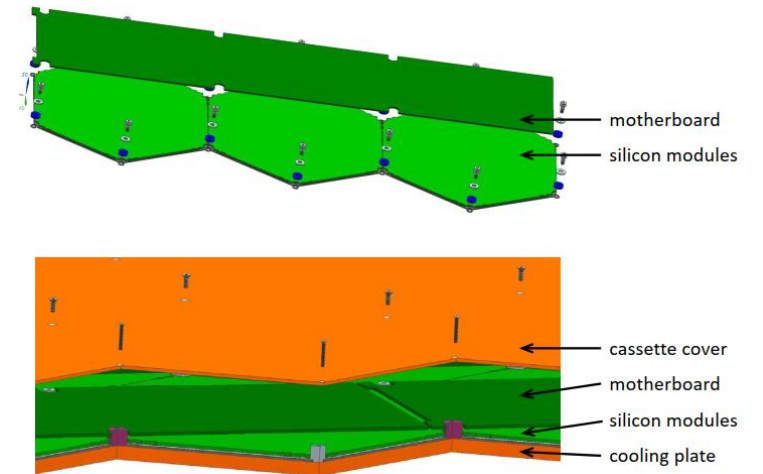 motherboard
silicon modules
cassette cover
motherboard
silicon modules
cooling plate